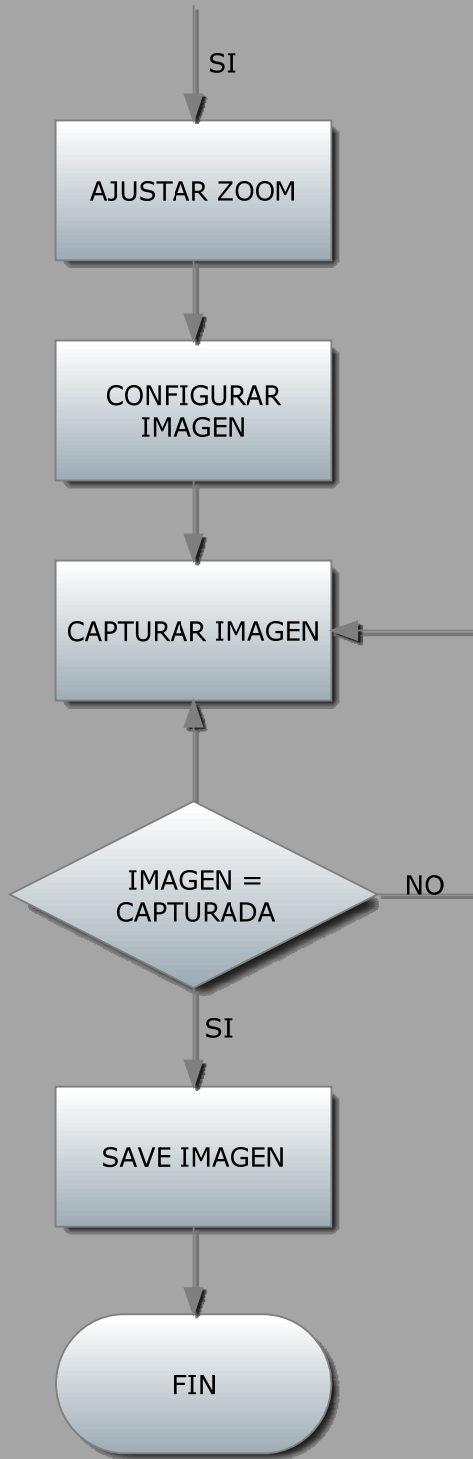 SI
AJUSTAR ZOOM
CONFIGURAR
IMAGEN
CAPTURAR IMAGEN
IMAGEN =
CAPTURADA
NO
SI
SAVE IMAGEN
FIN